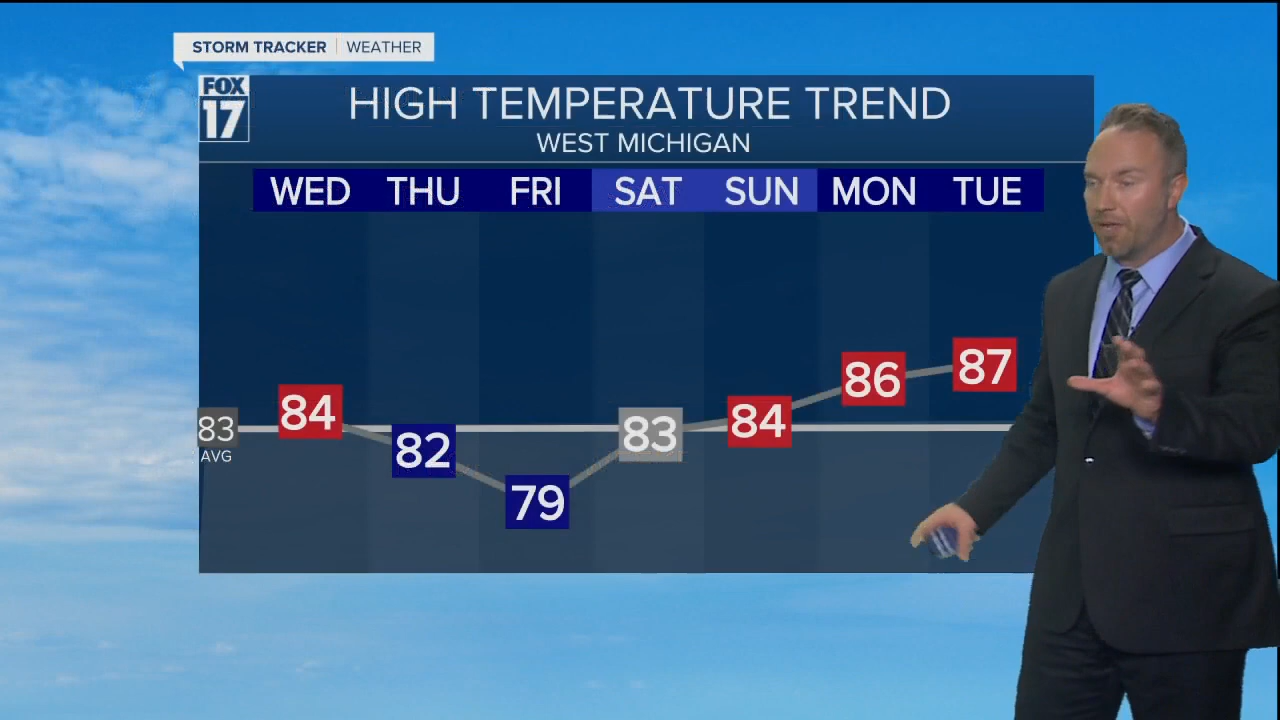 STORM TRACKER | WEATHER
FOX
17
HIGH TEMPERATURE TREND
WEST MICHIGAN
WED THU FRI SAT SUN MON TUE
83
AVG
84 82 79 83 84 86 87